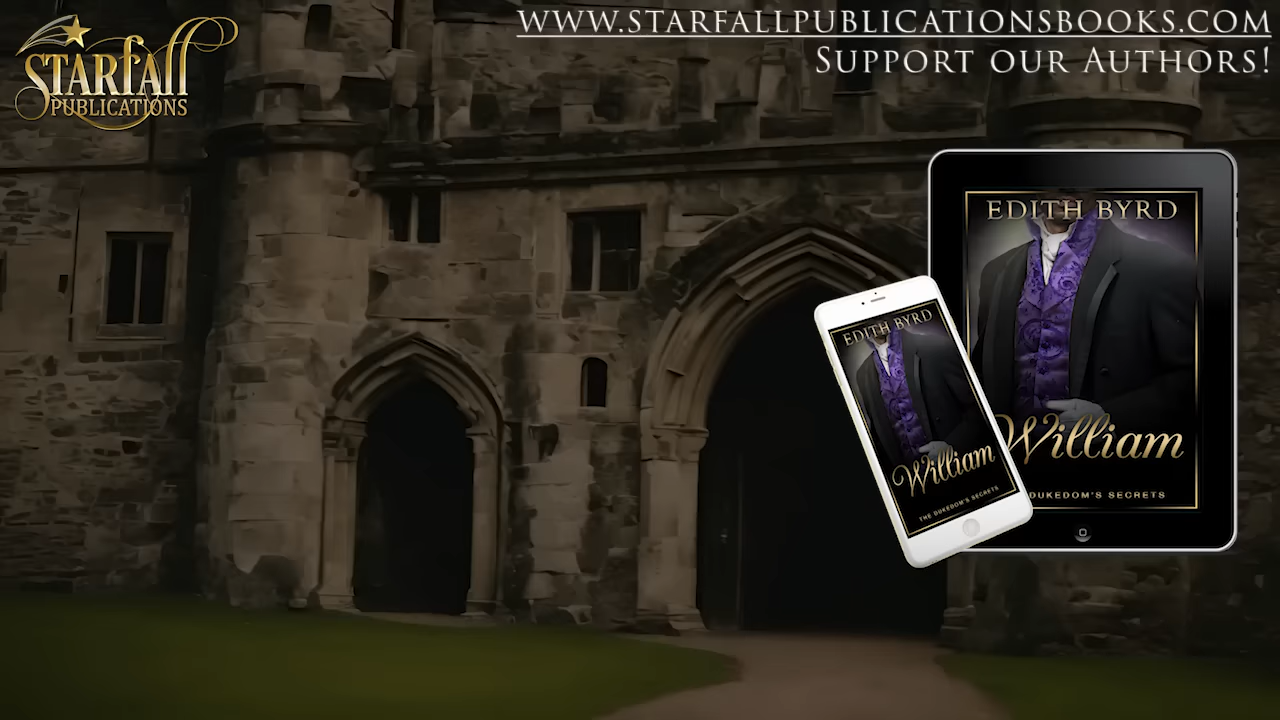 STARfall
PUBLICATIONS
WWW.STARFALLPUBLICATIONSBOOKS.COM
SUPPORT OUR AUTHORS!
EDITH BYRD
William
DUKEDOM'S SECRETS
EDITH BYRD
William
THE DUKEDOM'S SECRETS